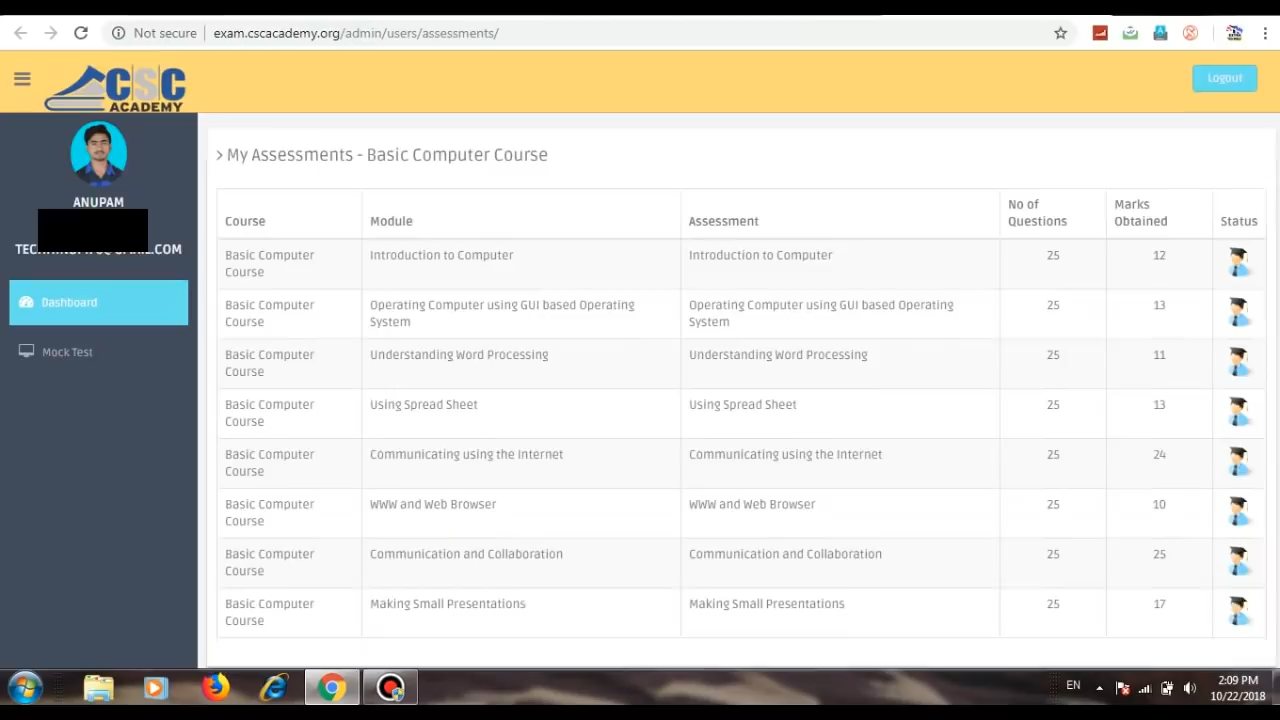 Not secure | exam.cscacademy.org/admin/users/assessments/
CSC
ACADEMY
Logout
ANUPAM
Dashboard
Mock Test
> My Assessments - Basic Computer Course
Course Module Assessment No of Questions Marks Obtained Status
Basic Computer Course Introduction to Computer Introduction to Computer 25 12
Basic Computer Course Operating Computer using GUI based Operating System Operating Computer using GUI based Operating System 25 13
Basic Computer Course Understanding Word Processing Understanding Word Processing 25 11
Basic Computer Course Using Spread Sheet Using Spread Sheet 25 13
Basic Computer Course Communicating using the Internet Communicating using the Internet 25 24
Basic Computer Course WWW and Web Browser WWW and Web Browser 25 10
Basic Computer Course Communication and Collaboration Communication and Collaboration 25 25
Basic Computer Course Making Small Presentations Making Small Presentations 25 17
EN
2:09 PM
10/22/2018